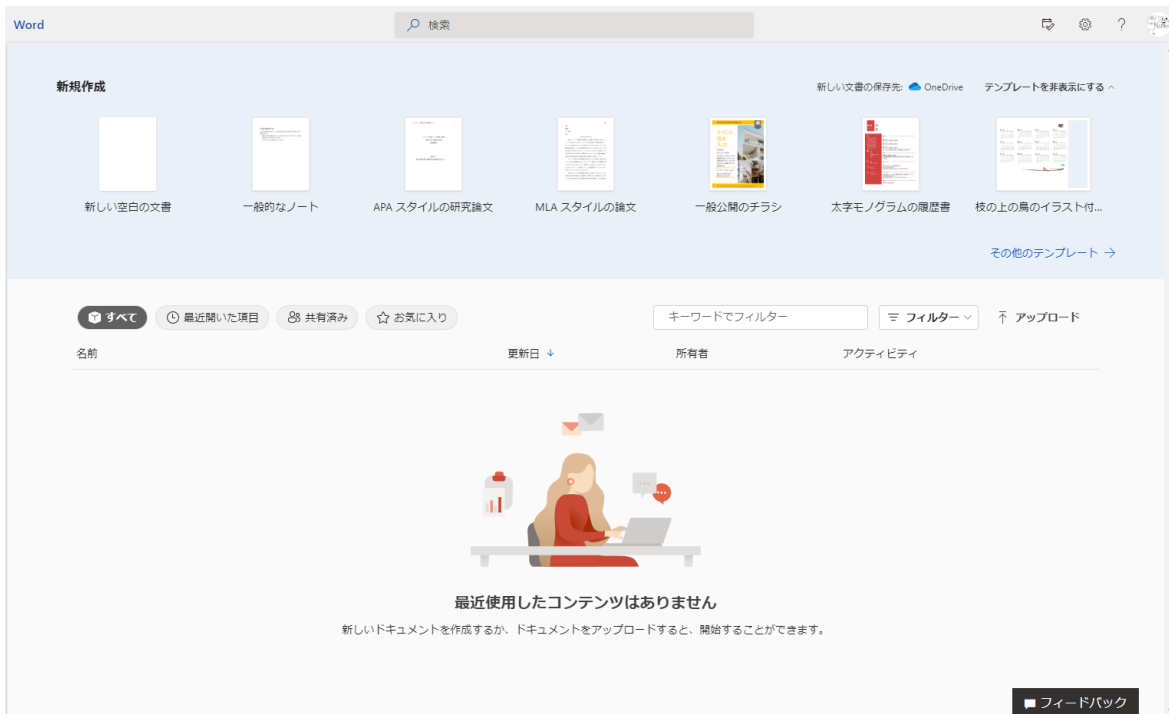 Word
検索
新規作成
新しい文書の保存先: OneDrive
テンプレートを非表示にする
新しい空白の文書
一般的なノート
APA スタイルの研究論文
MLA スタイルの論文
イベント
名を
入力
一般公開のチラシ
太字モノグラムの履歴書
枝の上の鳥のイラスト付...
その他のテンプレート
すべて
最近開いた項目
共有済み
お気に入り
キーワードでフィルター
フィルター
アップロード
名前
更新日
所有者
アクティビティ
最近使用したコンテンツはありません
新しいドキュメントを作成するか、ドキュメントをアップロードすると、開始することができます。
フィードバック